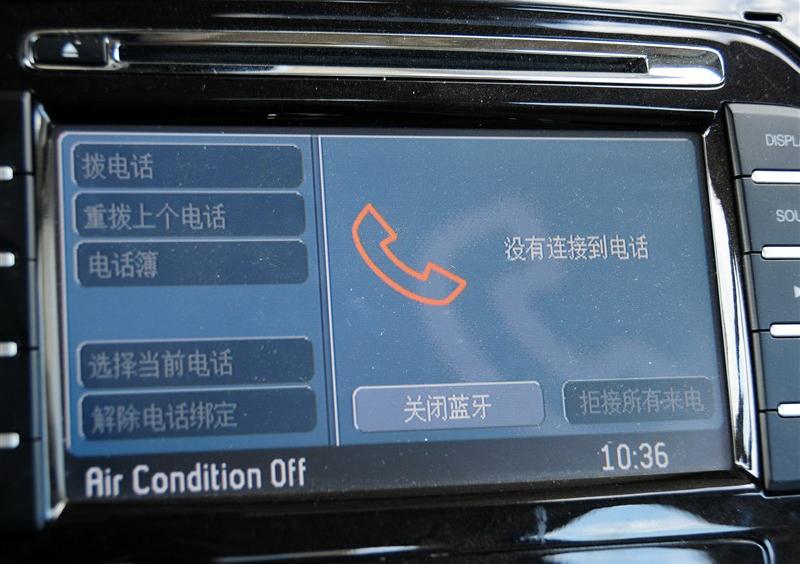 拨电话
重拨上个电话
电话簿
选择当前电话
解除电话绑定
没有连接到电话
关闭蓝牙
拒接所有来电
Air Condition Off
10:36
DISPLA
SOU